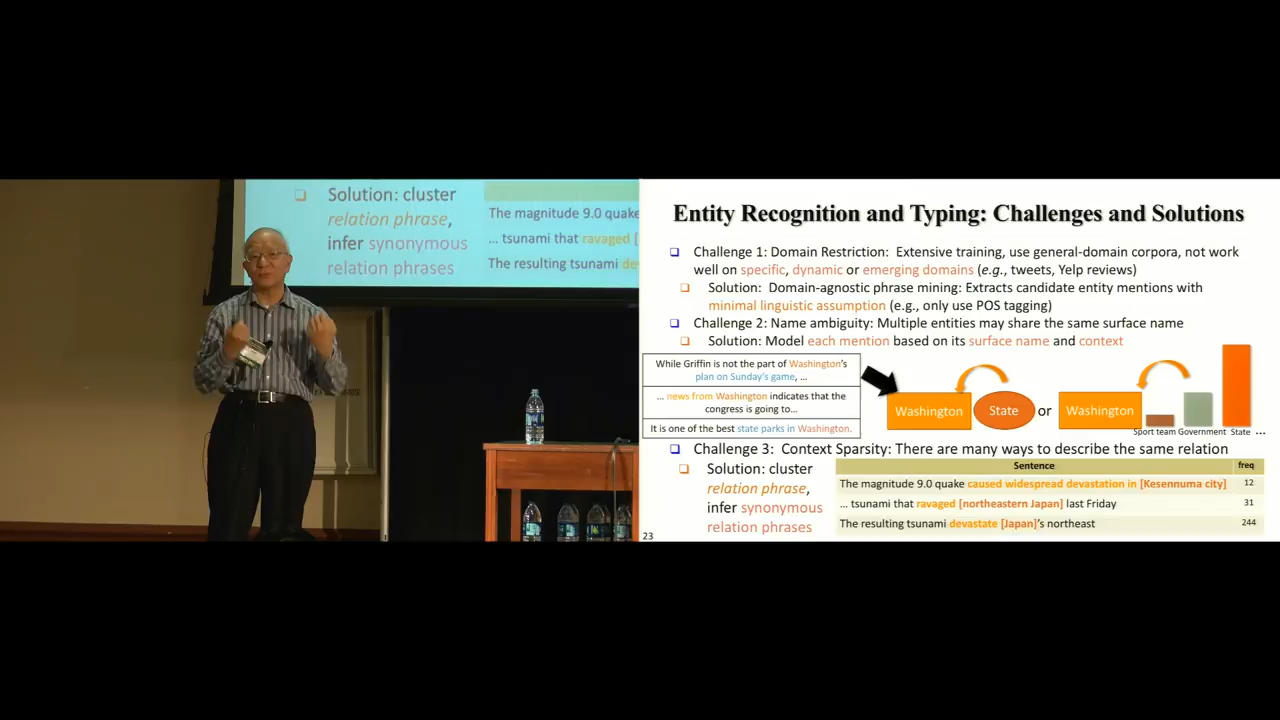 Solution: cluster
relation phrase,
infer synonymous
relation phrases
The magnitude 9.0 quake
... tsunami that ravaged [
The resulting tsunami de
Entity Recognition and Typing: Challenges and Solutions
Challenge 1: Domain Restriction: Extensive training, use general-domain corpora, not work
well on specific, dynamic or emerging domains (e.g., tweets, Yelp reviews)
Solution: Domain-agnostic phrase mining: Extracts candidate entity mentions with
minimal linguistic assumption (e.g., only use POS tagging)
Challenge 2: Name ambiguity: Multiple entities may share the same surface name
Solution: Model each mention based on its surface name and context
While Griffin is not the part of Washington's
plan on Sunday's game, ...
... news from Washington indicates that the
congress is going to...
It is one of the best state parks in Washington.
Washington State or Washington
Sport team Government State ...
Challenge 3: Context Sparsity: There are many ways to describe the same relation
Solution: cluster
relation phrase,
infer synonymous
relation phrases
Sentence freq
The magnitude 9.0 quake caused widespread devastation in [Kesennuma city] 12
... tsunami that ravaged [northeastern Japan] last Friday 31
The resulting tsunami devastate [Japan]'s northeast 244
23